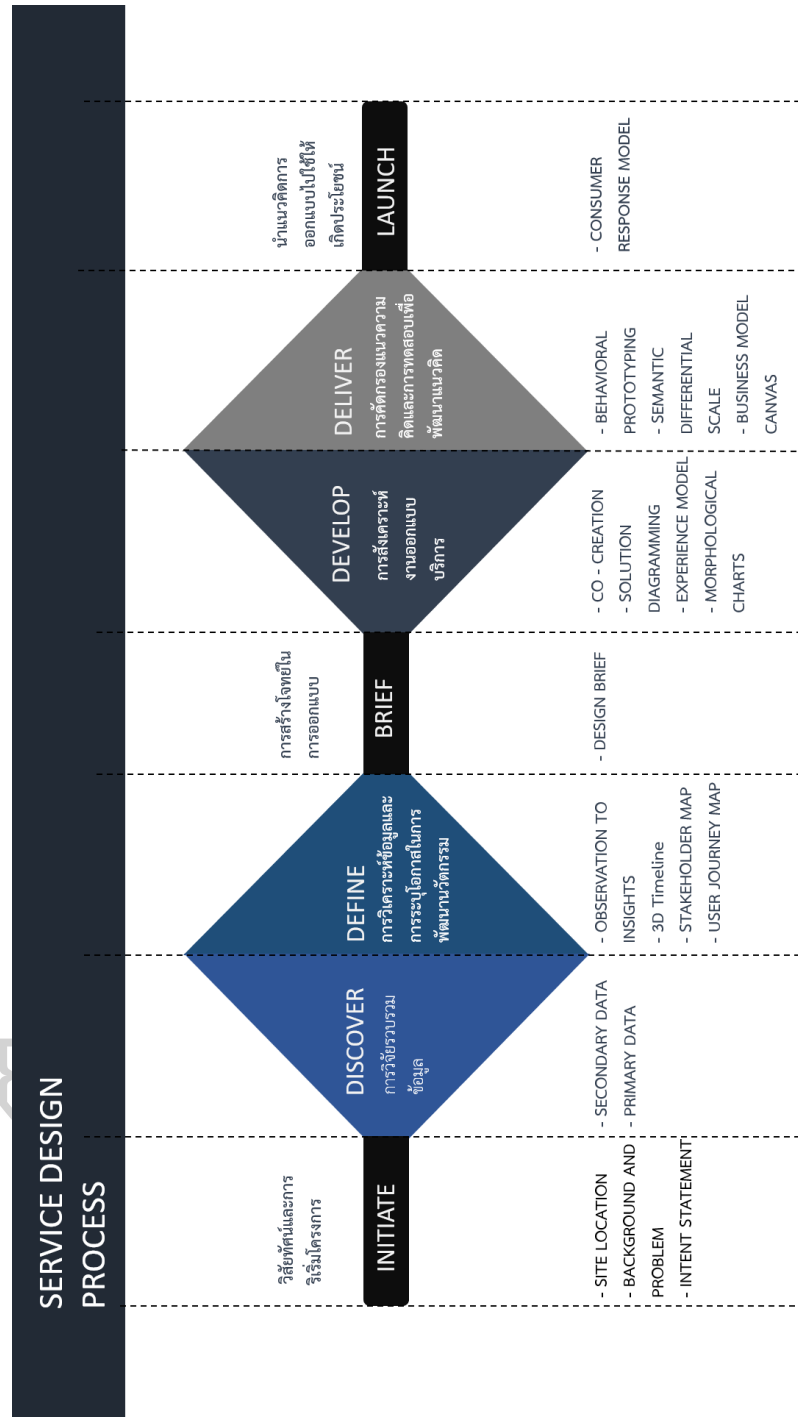 SERVICE DESIGN
PROCESS
วิสัยทัศน์และการ
ริเริ่มโครงการ
INITIATE
- SITE LOCATION
- BACKGROUND AND
PROBLEM
- INTENT STATEMENT
DISCOVER
การวิจัยรวบรวม
ข้อมูล
- SECONDARY DATA
- PRIMARY DATA
DEFINE
การวิเคราะห์ข้อมูลและ
การระบุโอกาสในการ
พัฒนานวัตกรรม
- OBSERVATION TO
INSIGHTS
- 3D Timeline
- STAKEHOLDER MAP
- USER JOURNEY MAP
การสร้างโจทย์ใน
การออกแบบ
BRIEF
- DESIGN BRIEF
DEVELOP
การสังเคราะห์
งานออกแบบ
บริการ
- CO - CREATION
- SOLUTION
DIAGRAMMING
- EXPERIENCE MODEL
- MORPHOLOGICAL
CHARTS
DELIVER
การคัดกรองแนวความ
คิดและการทดสอบเพื่อ
พัฒนาแนวคิด
- BEHAVIORAL
PROTOTYPING
- SEMANTIC
DIFFERENTIAL
SCALE
- BUSINESS MODEL
CANVAS
นำแนวคิดการ
ออกแบบไปใช้ให้
เกิดประโยชน์
LAUNCH
- CONSUMER
RESPONSE MODEL